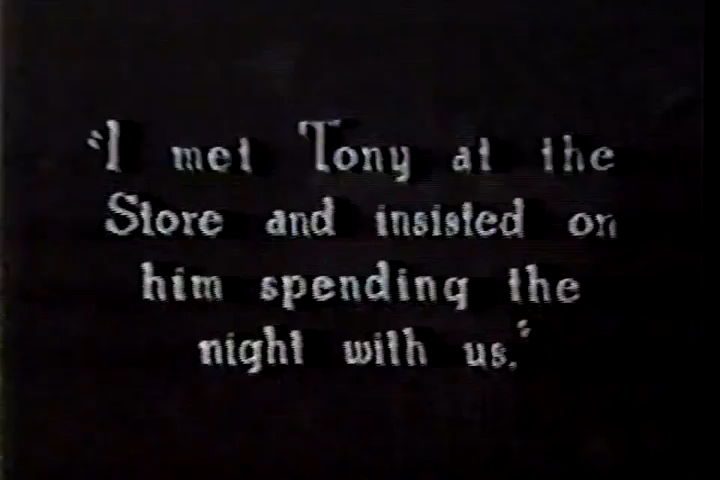 "I met Tony at the
Store and insisted on
him spending the
night with us."